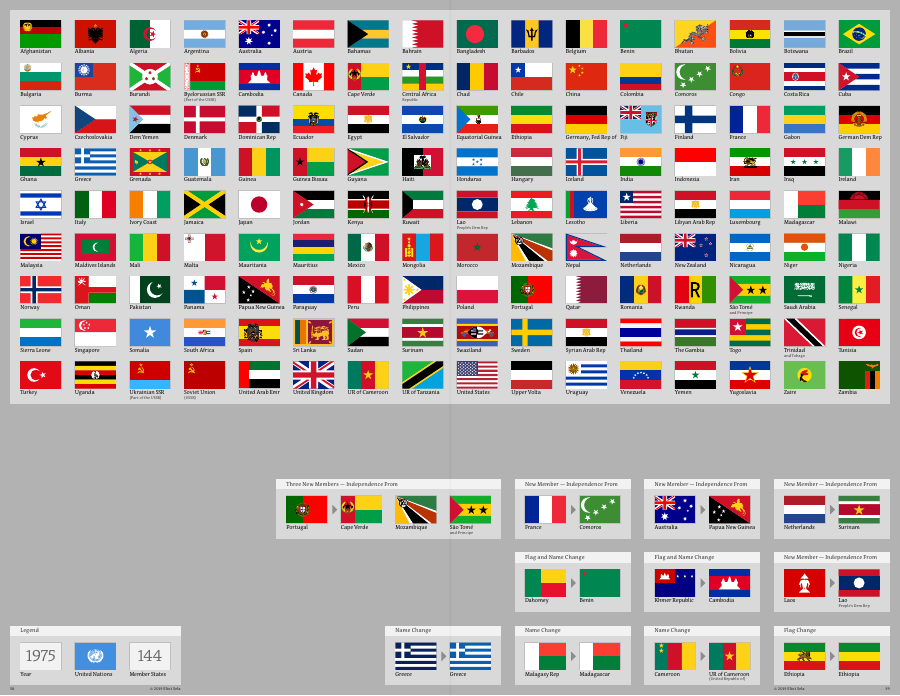 Afghanistan Albania Algeria Argentina Australia Austria Bahamas Bahrain Bangladesh Barbados Belgium Benin Bhutan Bolivia Botswana Brazil
Bulgaria Burma Burundi Byelorussian SSR Cambodia Canada Cape Verde Central Africa Chad Chile China Colombia Comoros Congo Costa Rica Cuba
(Part of the USSR) Republic
Cyprus Czechoslovakia Dem Yemen Denmark Dominican Rep Ecuador Egypt El Salvador Equatorial Guinea Ethiopia Germany, Fed Rep of Fiji Finland France Gabon German Dem Rep
Ghana Greece Grenada Guatemala Guinea Guinea Bissau Guyana Haiti Honduras Hungary Iceland India Indonesia Iran Iraq Ireland
Israel Italy Ivory Coast Jamaica Japan Jordan Kenya Kuwait Lao Lebanon Lesotho Liberia Libyan Arab Rep Luxembourg Madagascar Malawi
People's Dem Rep
Malaysia Maldives Islands Mali Malta Mauritania Mauritius Mexico Mongolia Morocco Mozambique Nepal Netherlands New Zealand Nicaragua Niger Nigeria
Norway Oman Pakistan Panama Papua New Guinea Paraguay Peru Philippines Poland Portugal Qatar Romania Rwanda São Tomé Saudi Arabia Senegal
and Principe
Sierra Leone Singapore Somalia South Africa Spain Sri Lanka Sudan Surinam Swaziland Sweden Syrian Arab Rep Thailand The Gambia Togo Trinidad Tunisia
and Tobago
Turkey Uganda Ukrainian SSR Soviet Union United Arab Emr United Kingdom UR of Cameroon UR of Tanzania United States Upper Volta Uruguay Venezuela Yemen Yugoslavia Zaire Zambia
(Part of the USSR) (USSR)
Three New Members — Independence From
Portugal Cape Verde Mozambique São Tomé
and Principe
New Member — Independence From
France Comoros
New Member — Independence From
Australia Papua New Guinea
New Member — Independence From
Netherlands Surinam
Flag and Name Change
Dahomey Benin
Flag and Name Change
Khmer Republic Cambodia
New Member — Independence From
Laos Lao
People's Dem Rep
Legend
1975 144
Year United Nations Member States
Name Change
Greece Greece
Name Change
Malagasy Rep Madagascar
Name Change
Cameroon UR of Cameroon
(United Republic of)
Flag Change
Ethiopia Ethiopia